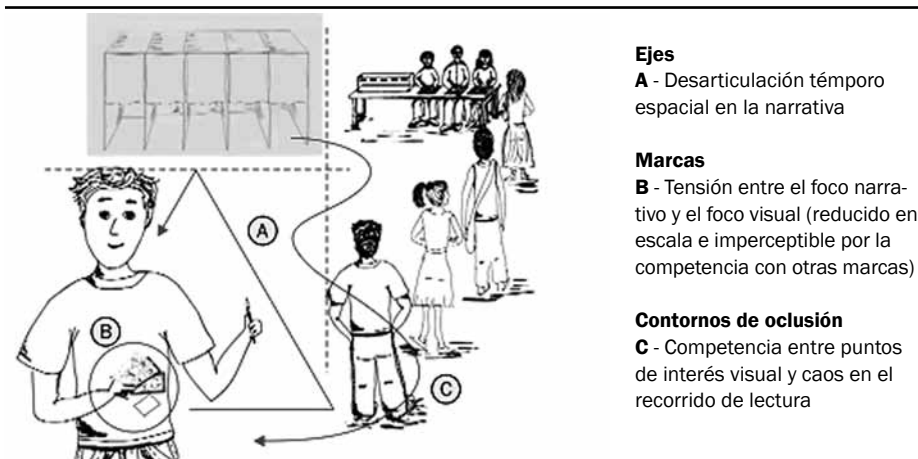 A
B
C
Ejes
A - Desarticulación témporo
espacial en la narrativa
Marcas
B - Tensión entre el foco narra-
tivo y el foco visual (reducido en
escala e imperceptible por la
competencia con otras marcas)
Contornos de oclusión
C - Competencia entre puntos
de interés visual y caos en el
recorrido de lectura